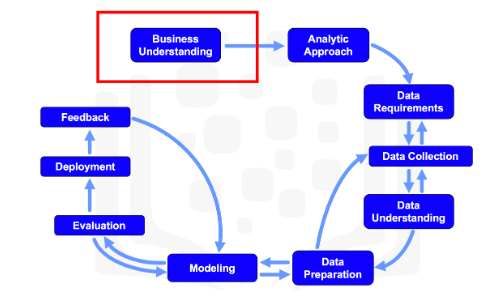 Business
Understanding
Analytic
Approach
Data
Requirements
Feedback
Data Collection
Deployment
Data
Understanding
Evaluation
Modeling
Data
Preparation